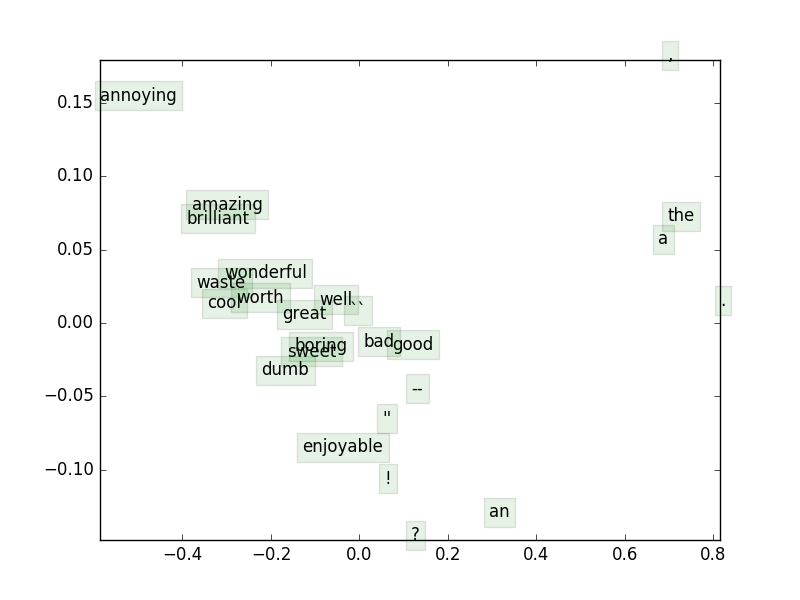 ,
0.15
annoying
0.10
amazing
brilliant
the
a
0.05
wonderful
waste
worth
cool
well
``
great
.
0.00
bad
good
boring
sweet
dumb
--
−0.05
"
enjoyable
−0.10
!
an
?
−0.4 −0.2 0.0 0.2 0.4 0.6 0.8